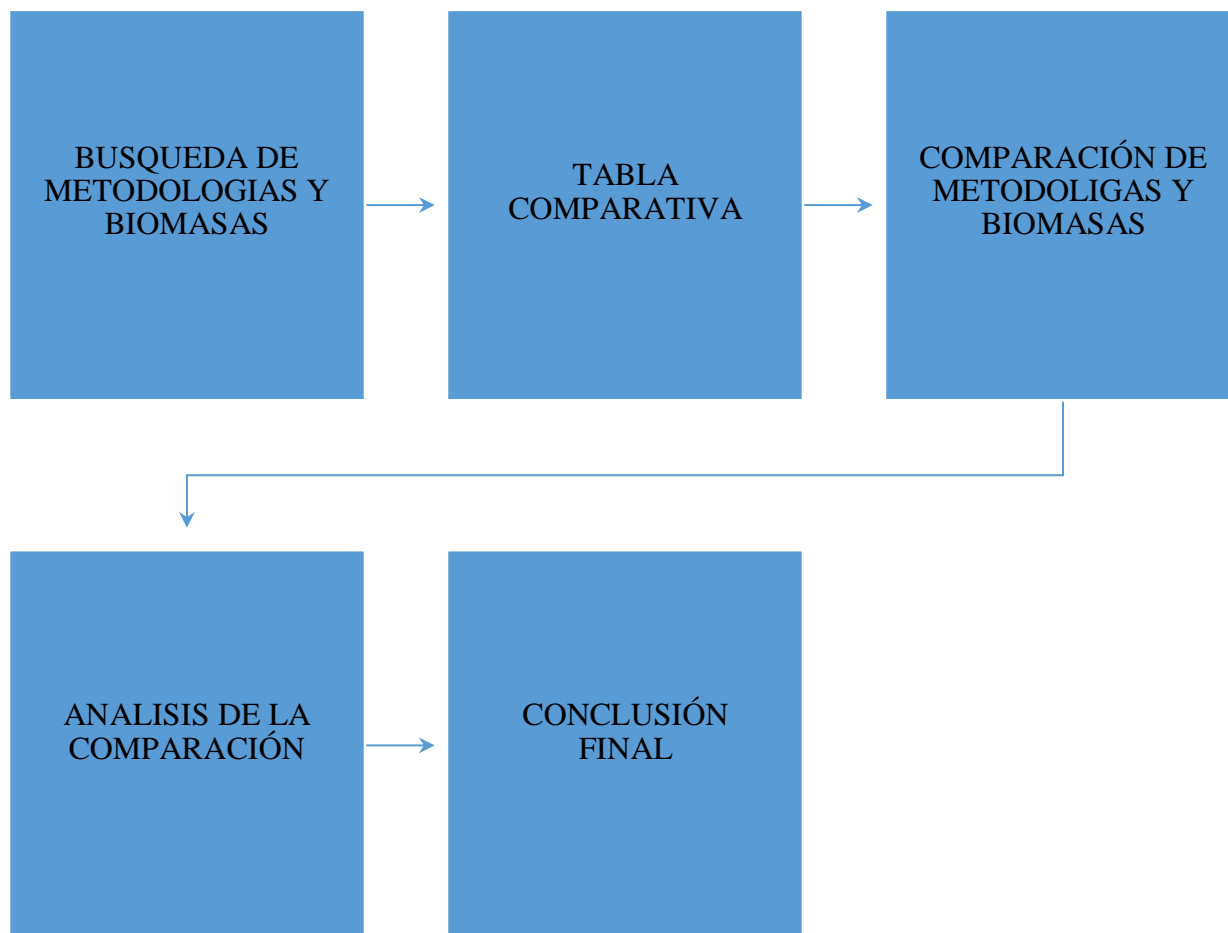 BUSQUEDA DE
METODOLOGIAS Y
BIOMASAS
TABLA
COMPARATIVA
COMPARACIÓN DE
METODOLIGAS Y
BIOMASAS
ANALISIS DE LA
COMPARACIÓN
CONCLUSIÓN
FINAL